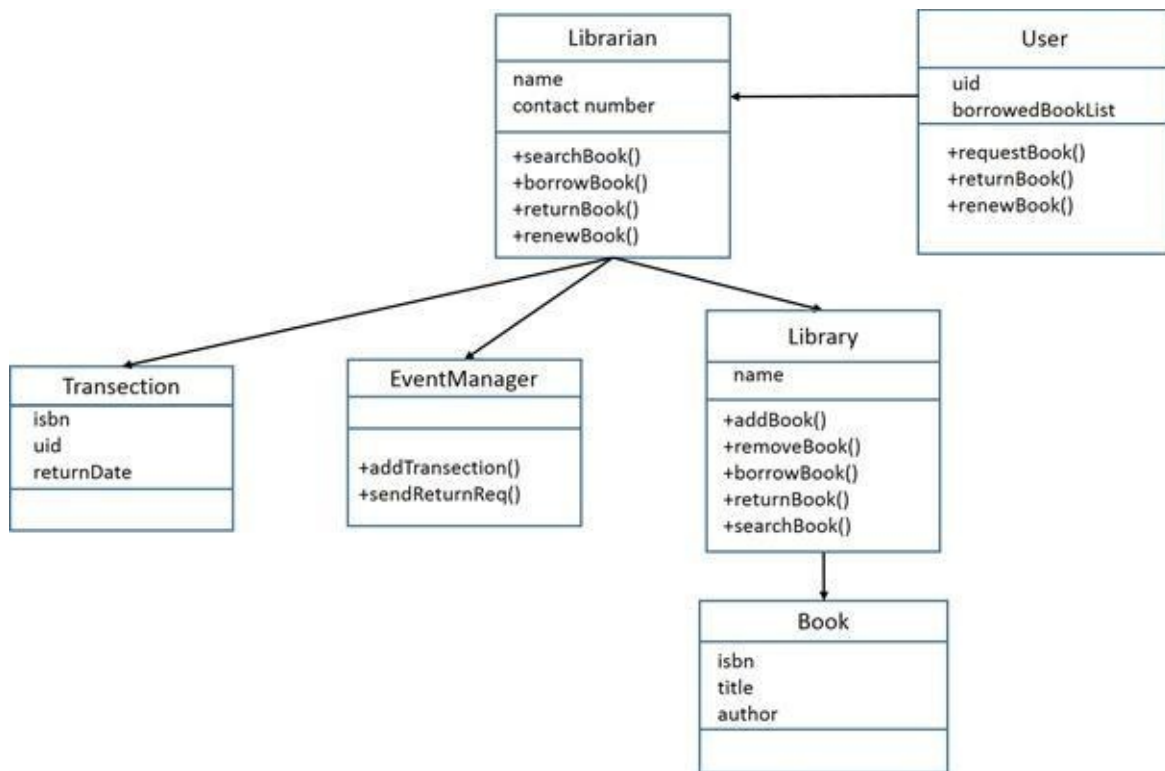 Librarian
name
contact number
+searchBook()
+borrowBook()
+returnBook()
+renewBook()
User
uid
borrowedBookList
+requestBook()
+returnBook()
+renewBook()
Transection
isbn
uid
returnDate
EventManager
+addTransection()
+sendReturnReq()
Library
name
+addBook()
+removeBook()
+borrowBook()
+returnBook()
+searchBook()
Book
isbn
title
author